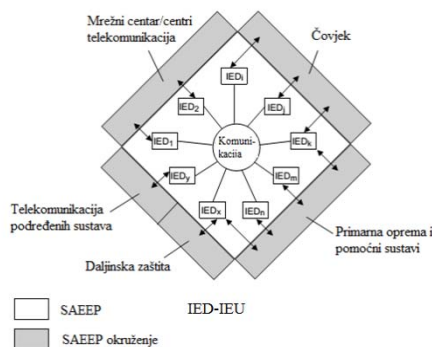 Mrežni centar/centri
telekomunikacija
Čovjek
IEDi
IED2
IEDj
IED1
Komuni-
kacija
IEDk
IEDy
IEDm
IEDx
IEDn
Telekomunikacija
podređenih sustava
Daljinska zaštita
Primarna oprema i
pomoćni sustavi
SAEEP
IED-IEU
SAEEP okruženje